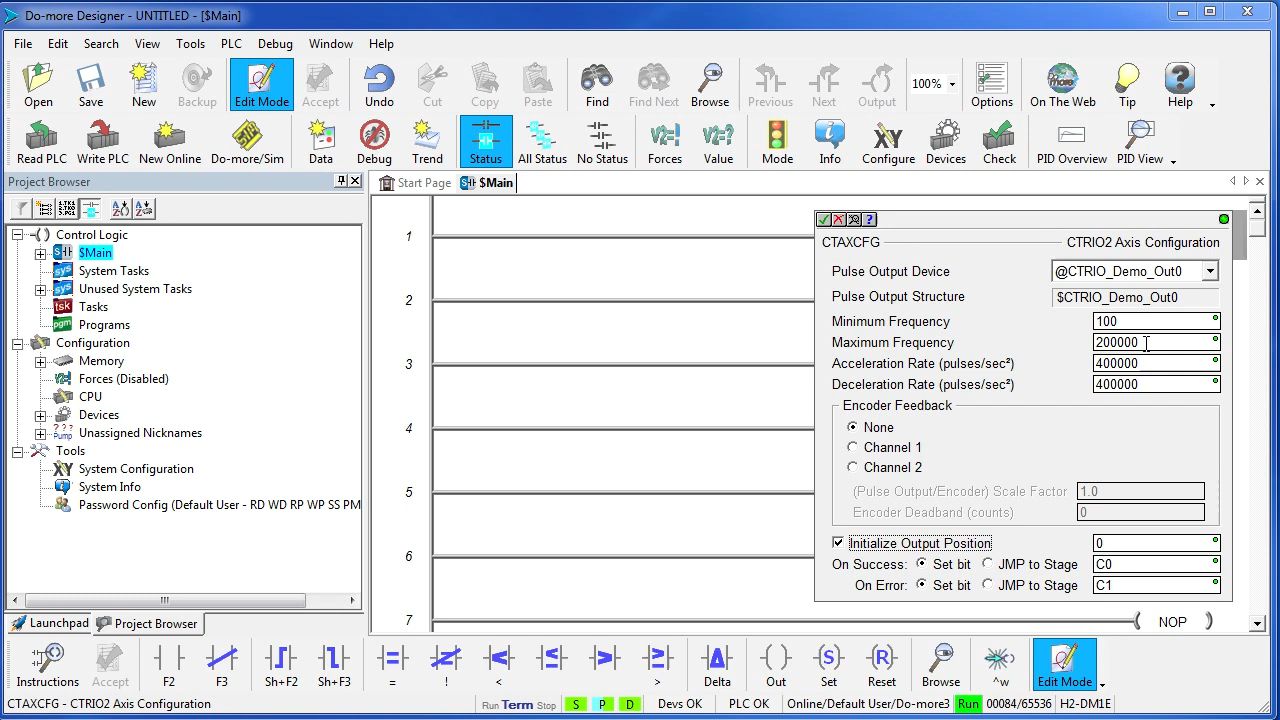 Do-more Designer - UNTITLED - [$Main]
File Edit Search View Tools PLC Debug Window Help
Open Save New Backup Edit Mode Accept Undo Cut Copy Paste Find Find Next Browse Previous Next Output 100% Options On The Web Tip Help
Read PLC Write PLC New Online Do-more/Sim Data Debug Trend Status All Status No Status Forces Value Mode Info Configure Devices Check PID Overview PID View
Project Browser
Start Page $Main
Control Logic
$Main
System Tasks
Unused System Tasks
Tasks
Programs
Configuration
Memory
Forces (Disabled)
CPU
Devices
Unassigned Nicknames
Tools
System Configuration
System Info
Password Config (Default User - RD WD RP WP SS PM
Launchpad Project Browser
1
2
3
4
5
6
7
NOP
CTAXCFG CTRIO2 Axis Configuration
Pulse Output Device @CTRIO_Demo_Out0
Pulse Output Structure $CTRIO_Demo_Out0
Minimum Frequency 100
Maximum Frequency 200000
Acceleration Rate (pulses/sec²) 400000
Deceleration Rate (pulses/sec²) 400000
Encoder Feedback
None
Channel 1
Channel 2
(Pulse Output/Encoder) Scale Factor 1.0
Encoder Deadband (counts) 0
Initialize Output Position 0
On Success: Set bit JMP to Stage C0
On Error: Set bit JMP to Stage C1
Instructions Accept F2 F3 Sh+F2 Sh+F3 = ! < > Delta Out Set Reset Browse ^w Edit Mode
CTAXCFG - CTRIO2 Axis Configuration Run Term Stop S P D Devs OK PLC OK Online/Default User/Do-more3 Run 00084/65536 H2-DM1E